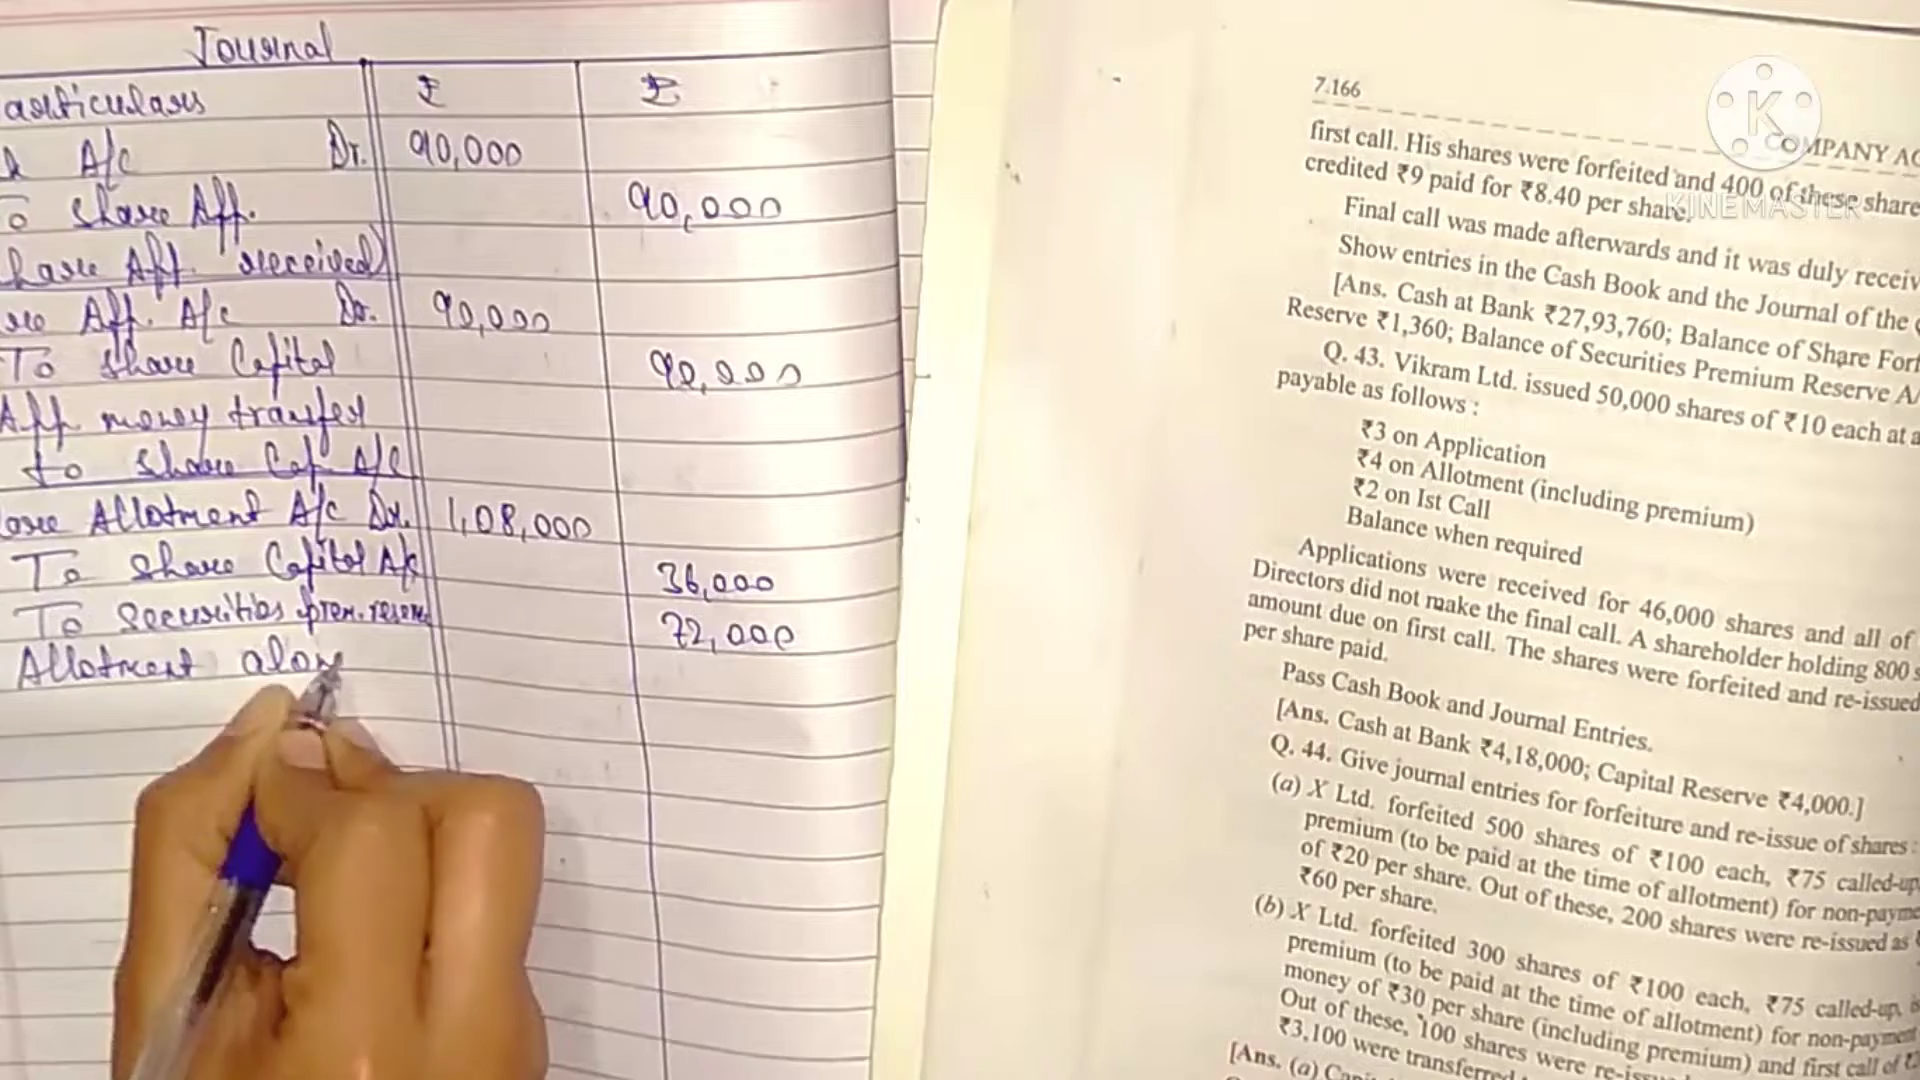 Journal
articulars ₹ ₹
A/c Dr. 90,000
To Share App. 90,000
hare App. received)
re App. A/c Dr. 90,000
To Share Capital 90,000
App money transfer
to Share Cap A/c
are Allotment A/c Dr. 1,08,000
To Share Capital A/c 36,000
To Securities prem. reserve 72,000
Allotment alon
7.166
COMPANY AC
first call. His shares were forfeited and 400 of these share
credited ₹9 paid for ₹8.40 per share.
Final call was made afterwards and it was duly receiv
Show entries in the Cash Book and the Journal of the
[Ans. Cash at Bank ₹27,93,760; Balance of Share Forf
Reserve ₹1,360; Balance of Securities Premium Reserve A/
Q. 43. Vikram Ltd. issued 50,000 shares of ₹10 each at a
payable as follows :
₹3 on Application
₹4 on Allotment (including premium)
₹2 on Ist Call
Balance when required
Applications were received for 46,000 shares and all of
Directors did not make the final call. A shareholder holding 800 s
amount due on first call. The shares were forfeited and re-issued
per share paid.
Pass Cash Book and Journal Entries.
[Ans. Cash at Bank ₹4,18,000; Capital Reserve ₹4,000.]
Q. 44. Give journal entries for forfeiture and re-issue of shares :
(a) X Ltd. forfeited 500 shares of ₹100 each, ₹75 called-up,
premium (to be paid at the time of allotment) for non-payme
of ₹20 per share. Out of these, 200 shares were re-issued as
₹60 per share.
(b) X Ltd. forfeited 300 shares of ₹100 each, ₹75 called-up, is
premium (to be paid at the time of allotment) for non-payment
money of ₹30 per share (including premium) and first call of
Out of these, 100 shares were re-issu
₹3,100 were transferred
[Ans. (a) Capi
K
KINEMASTER